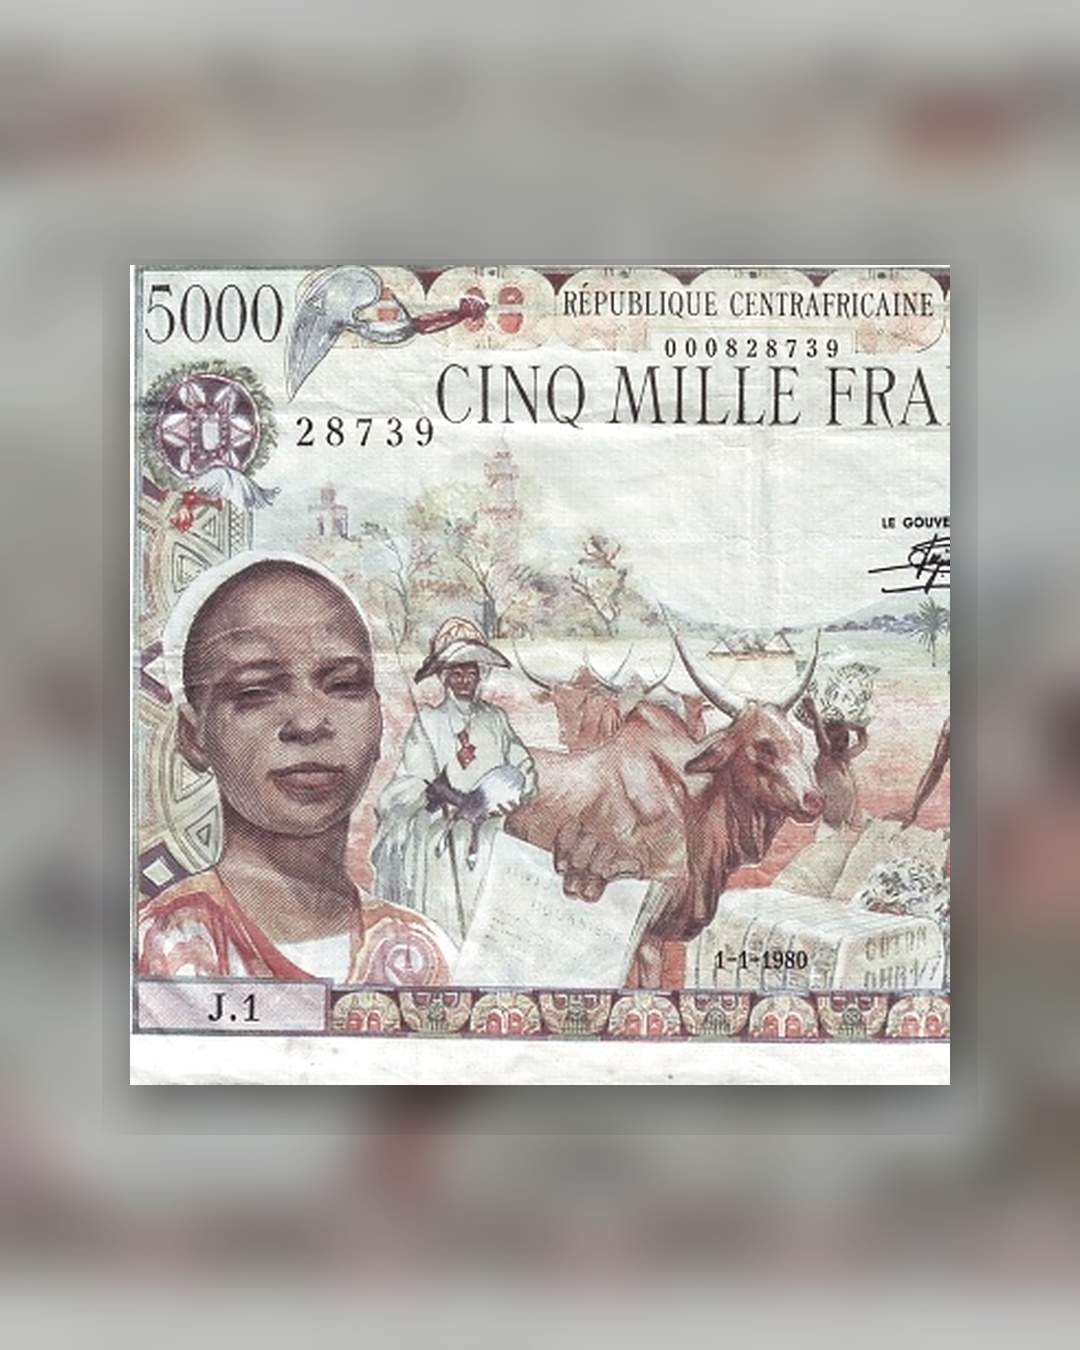 5000
RÉPUBLIQUE CENTRAFRICAINE
000828739
CINQ MILLE FRA
28739
LE GOUVE
1-1-1980
J.1